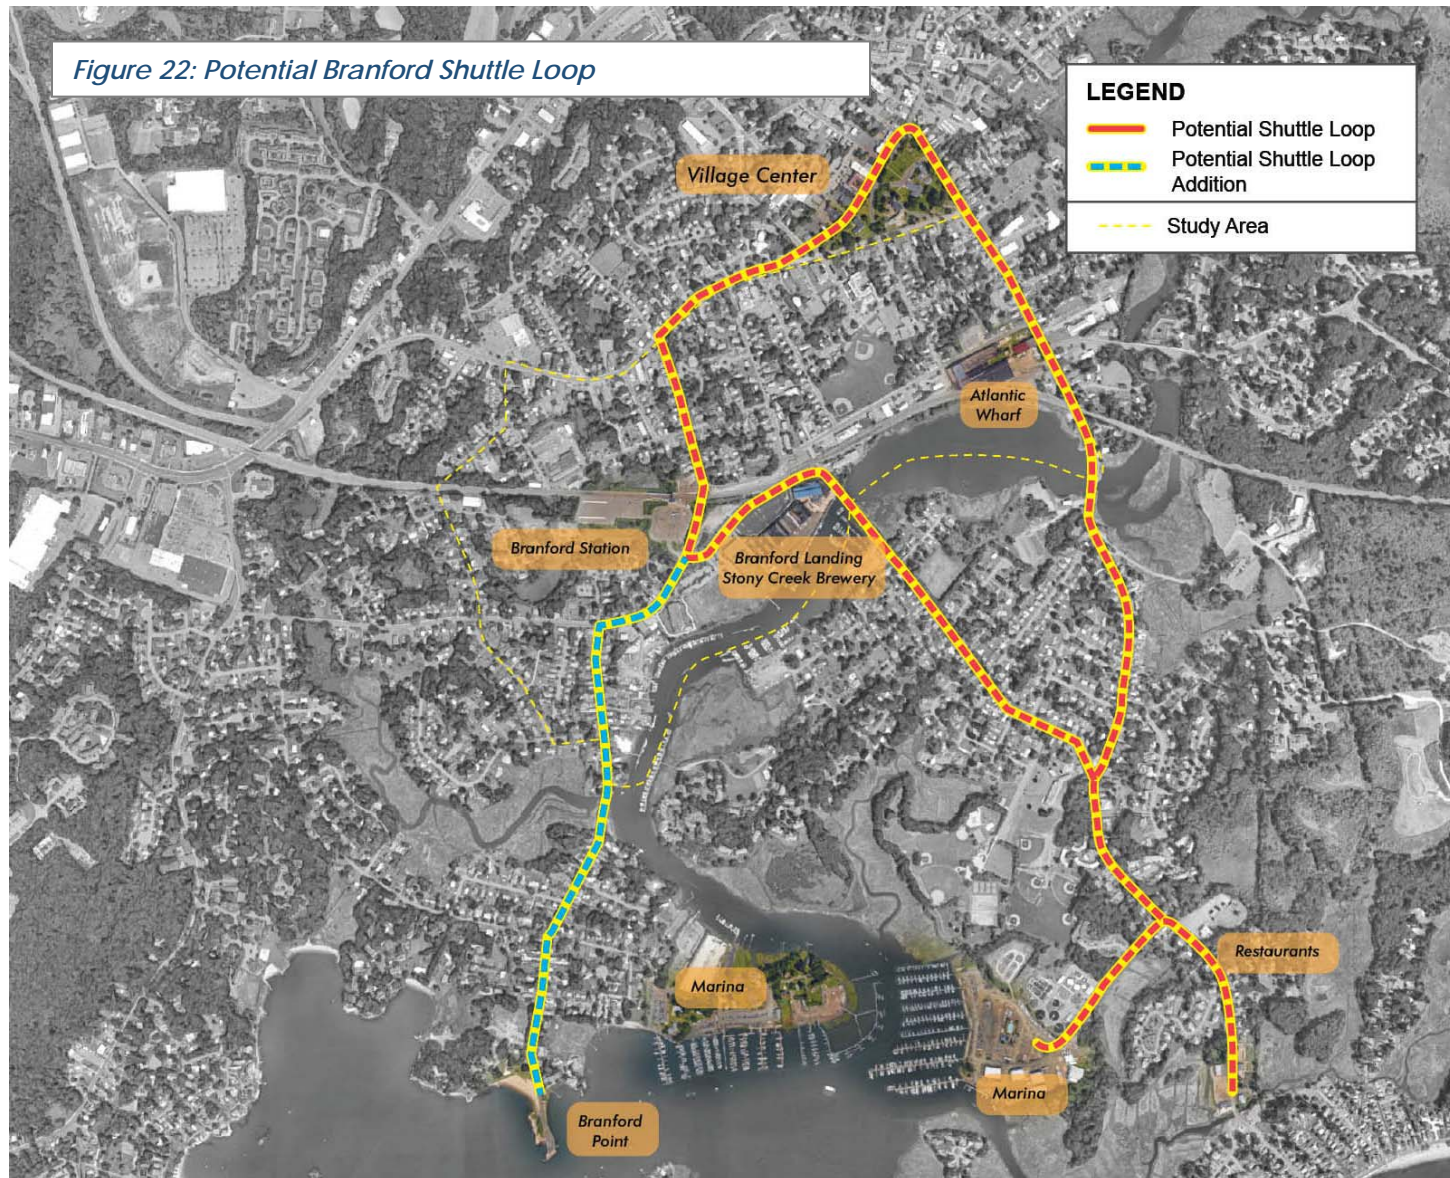 Figure 22: Potential Branford Shuttle Loop
LEGEND
Potential Shuttle Loop
Potential Shuttle Loop
Addition
Study Area
Village Center
Atlantic
Wharf
Branford Station
Branford Landing
Stony Creek Brewery
Restaurants
Marina
Marina
Branford
Point